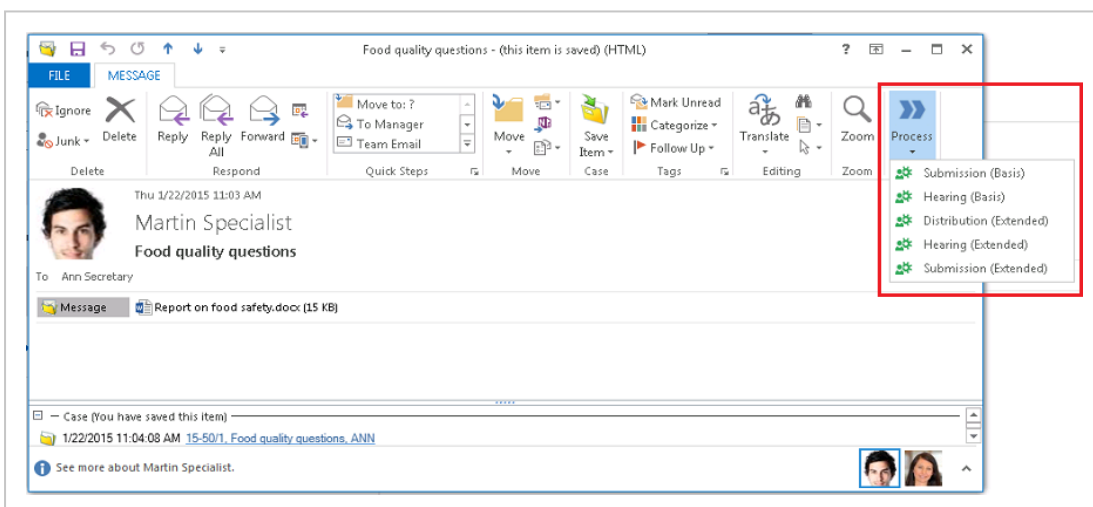 Food quality questions - (this item is saved) (HTML)
FILE MESSAGE
Ignore
Junk
Delete
Delete
Reply
Reply All
Forward
Respond
Move to: ?
To Manager
Team Email
Quick Steps
Move
Move
Save Item
Case
Mark Unread
Categorize
Follow Up
Tags
Translate
Editing
Zoom
Zoom
Process
Submission (Basis)
Hearing (Basis)
Distribution (Extended)
Hearing (Extended)
Submission (Extended)
Thu 1/22/2015 11:03 AM
Martin Specialist
Food quality questions
To Ann Secretary
Message Report on food safety.docx (15 KB)
Case (You have saved this item)
1/22/2015 11:04:08 AM 15-50/1, Food quality questions, ANN
See more about Martin Specialist.